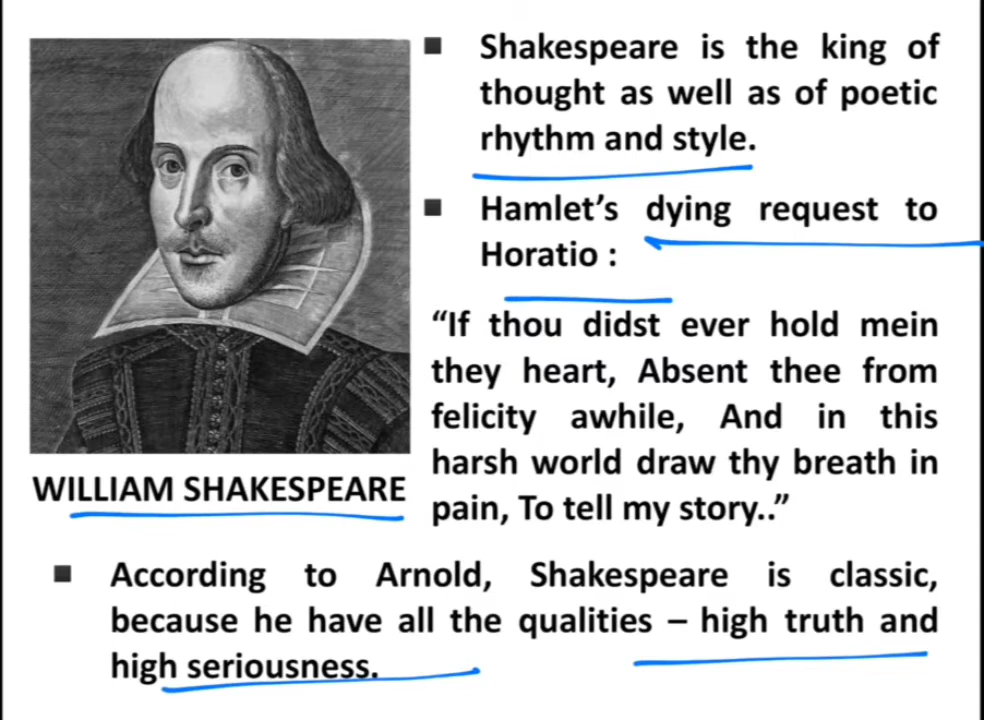 ■ Shakespeare is the king of
thought as well as of poetic
rhythm and style.
■ Hamlet’s dying request to
Horatio :
“If thou didst ever hold mein
they heart, Absent thee from
felicity awhile, And in this
harsh world draw thy breath in
pain, To tell my story..”
WILLIAM SHAKESPEARE
■ According to Arnold, Shakespeare is classic,
because he have all the qualities – high truth and
high seriousness.